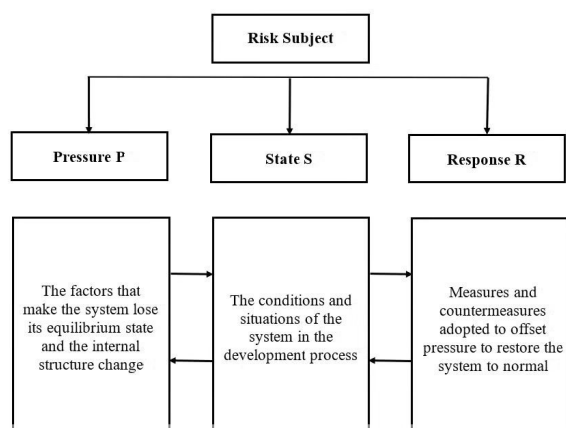 Risk Subject
Pressure P
State S
Response R
The factors that
make the system lose
its equilibrium state
and the internal
structure change
The conditions and
situations of the
system in the
development process
Measures and
countermeasures
adopted to offset
pressure to restore the
system to normal